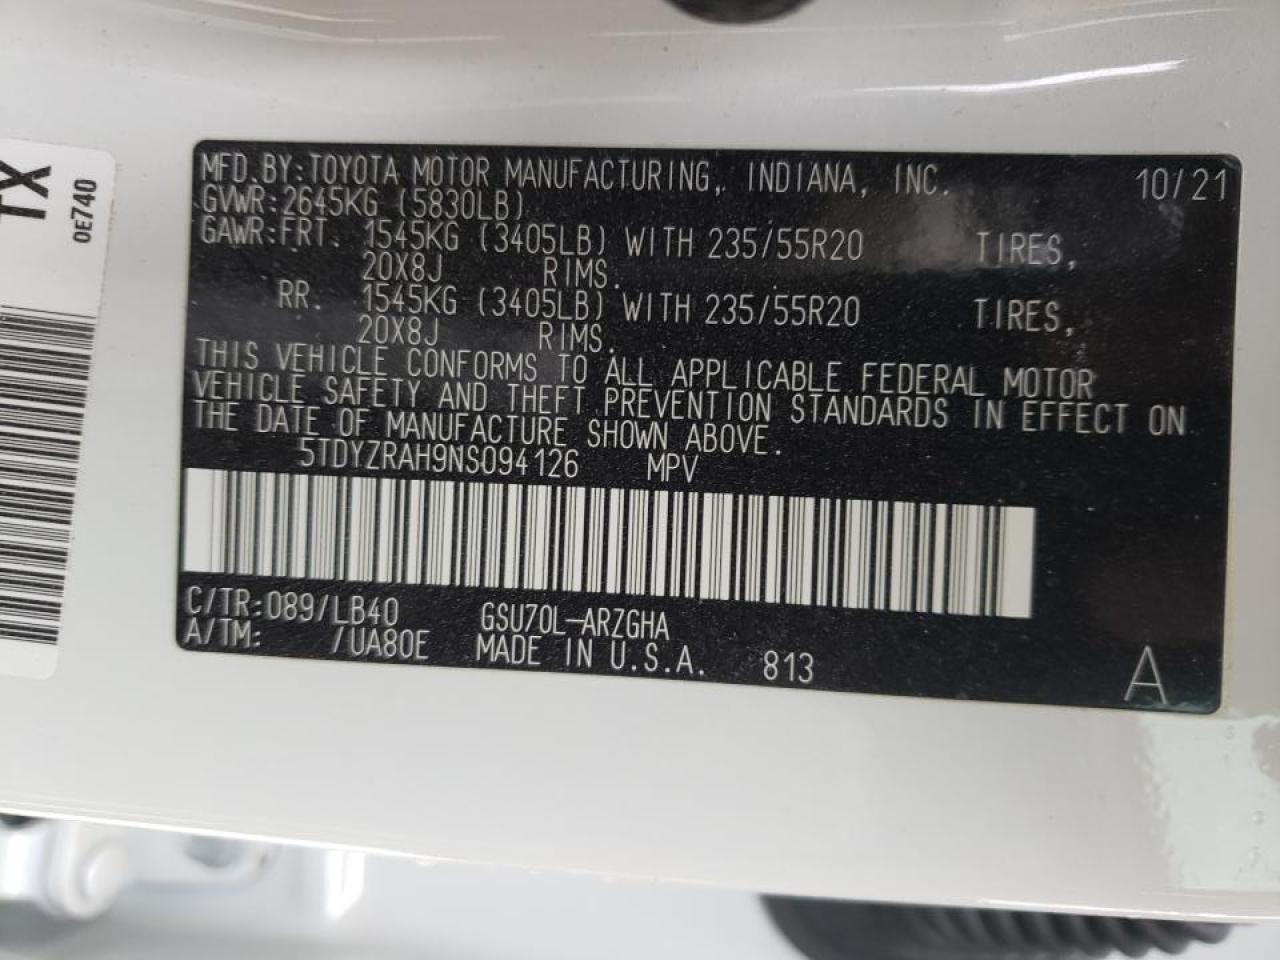 MFD.BY:TOYOTA MOTOR MANUFACTURING, INDIANA, INC. 10/21
GVWR:2645KG (5830LB)
GAWR:FRT. 1545KG (3405LB) WITH 235/55R20 TIRES,
20X8J RIMS.
RR. 1545KG (3405LB) WITH 235/55R20 TIRES,
20X8J RIMS.
THIS VEHICLE CONFORMS TO ALL APPLICABLE FEDERAL MOTOR
VEHICLE SAFETY AND THEFT PREVENTION STANDARDS IN EFFECT ON
THE DATE OF MANUFACTURE SHOWN ABOVE.
5TDYZRAH9NS094126 MPV
C/TR:089/LB40 GSU70L-ARZGHA
A/TM: /UA80E MADE IN U.S.A. 813
A
TX
0E740